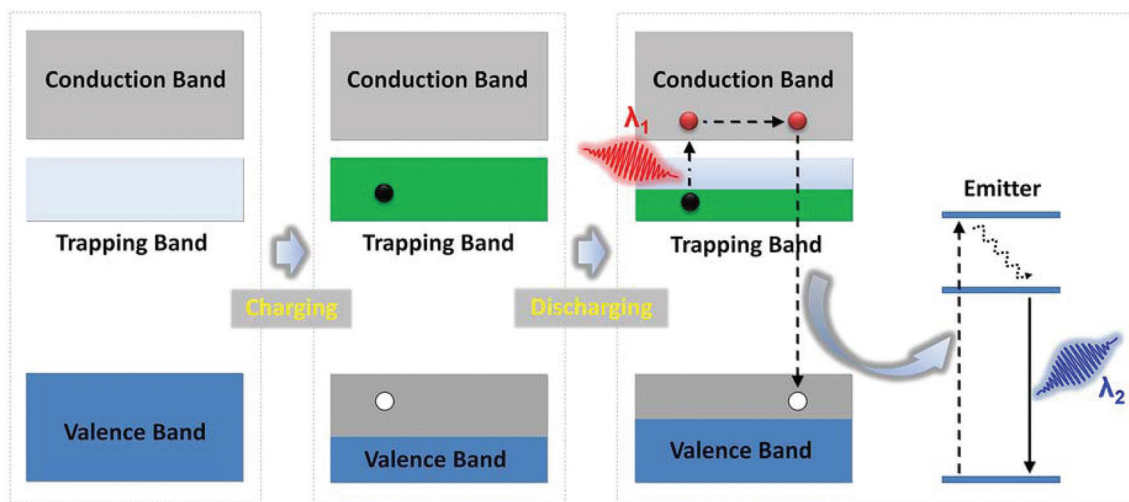 Conduction Band
Trapping Band
Valence Band
Charging
Conduction Band
Trapping Band
Valence Band
Discharging
Conduction Band
λ1
Trapping Band
Valence Band
Emitter
λ2